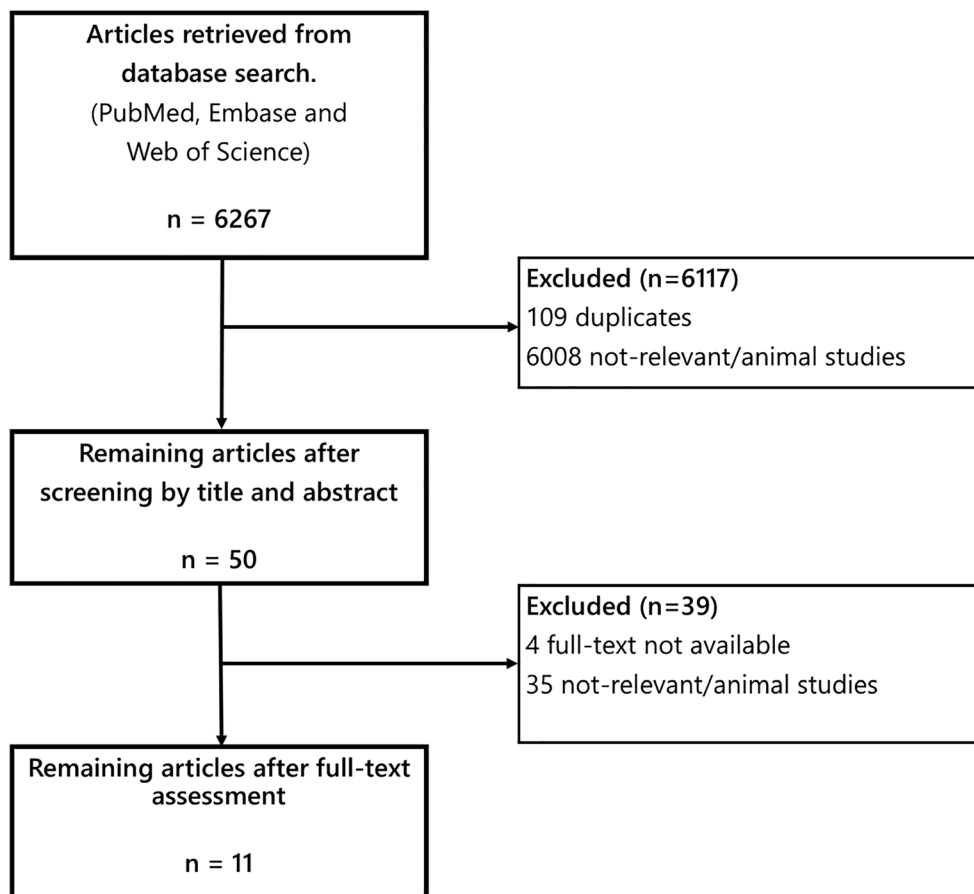 Articles retrieved from
database search.
(PubMed, Embase and
Web of Science)
n = 6267
Excluded (n=6117)
109 duplicates
6008 not-relevant/animal studies
Remaining articles after
screening by title and abstract
n = 50
Excluded (n=39)
4 full-text not available
35 not-relevant/animal studies
Remaining articles after full-text
assessment
n = 11